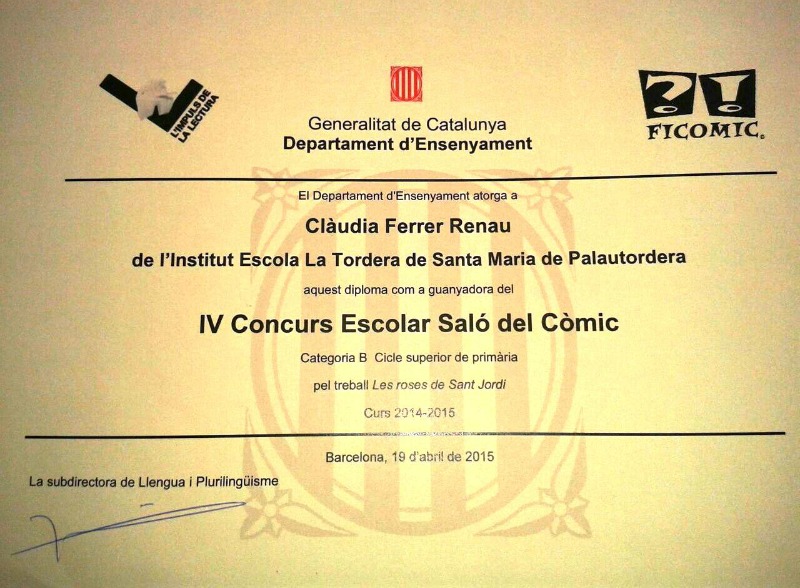 L'IMPULS DE
LA LECTURA
?!
FICOMIC
Generalitat de Catalunya
Departament d'Ensenyament
El Departament d'Ensenyament atorga a
Clàudia Ferrer Renau
de l'Institut Escola La Tordera de Santa Maria de Palautordera
aquest diploma com a guanyadora del
IV Concurs Escolar Saló del Còmic
Categoria B Cicle superior de primària
pel treball Les roses de Sant Jordi
Curs 2014-2015
Barcelona, 19 d'abril de 2015
La subdirectora de Llengua i Plurilingüisme